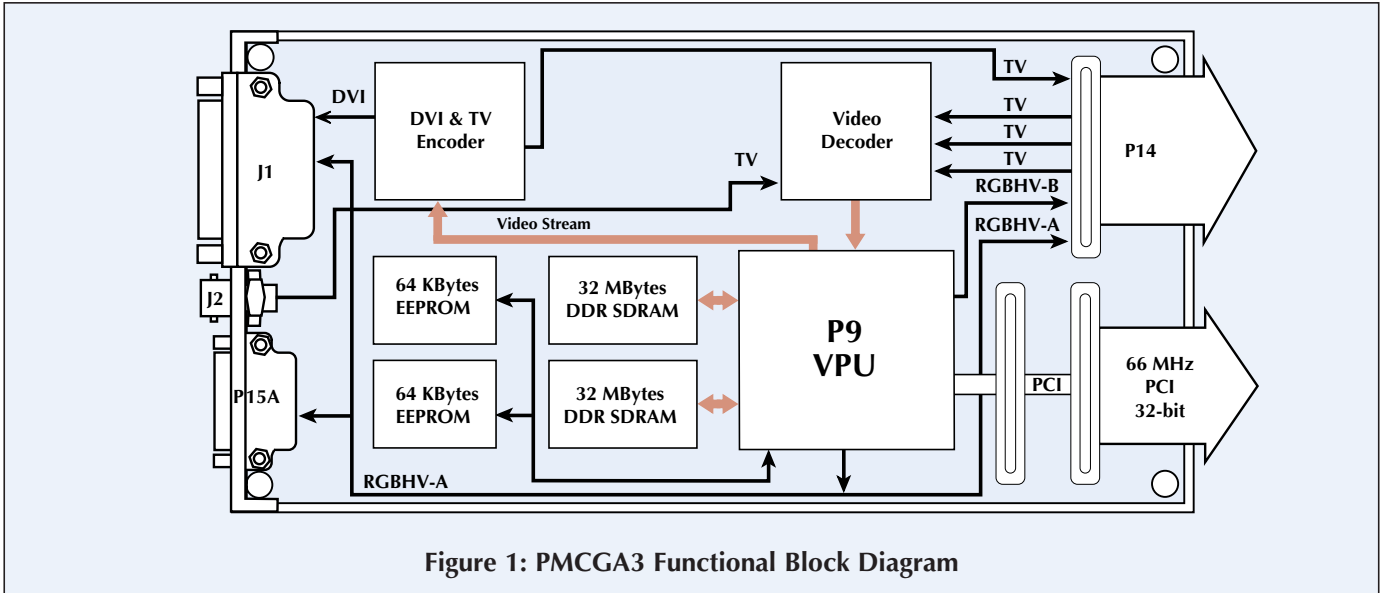 DVI
DVI & TV
Encoder
TV
Video
Decoder
TV
TV
TV
TV
RGBHV-B
RGBHV-A
P14
J1
Video Stream
J2
64 KBytes
EEPROM
32 MBytes
DDR SDRAM
P9
VPU
P15A
64 KBytes
EEPROM
32 MBytes
DDR SDRAM
PCI
66 MHz
PCI
32-bit
RGBHV-A
Figure 1: PMCGA3 Functional Block Diagram